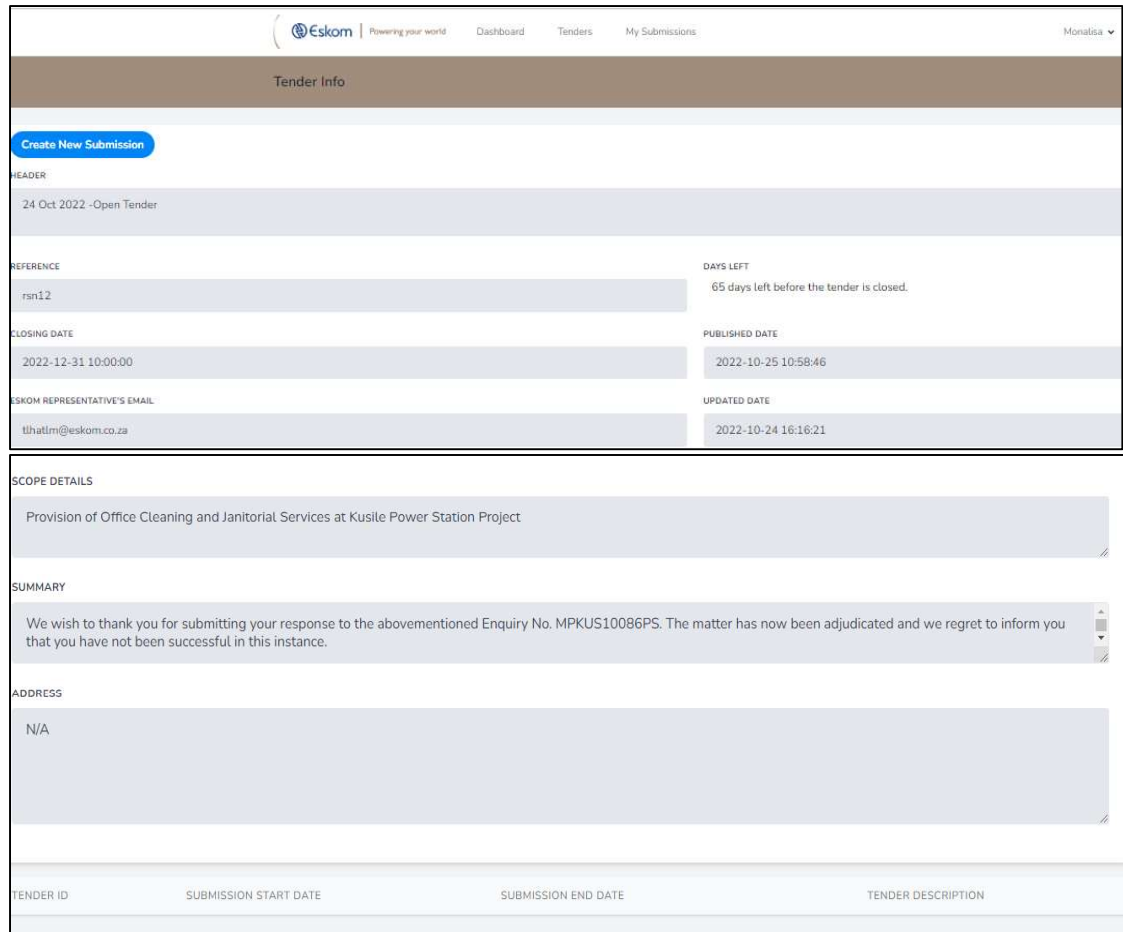 Eskom | Powering your world Dashboard Tenders My Submissions Monalisa
Tender Info
Create New Submission
HEADER
24 Oct 2022 -Open Tender
REFERENCE DAYS LEFT
rsn12 65 days left before the tender is closed.
CLOSING DATE PUBLISHED DATE
2022-12-31 10:00:00 2022-10-25 10:58:46
ESKOM REPRESENTATIVE'S EMAIL UPDATED DATE
tlhatlm@eskom.co.za 2022-10-24 16:16:21
SCOPE DETAILS
Provision of Office Cleaning and Janitorial Services at Kusile Power Station Project
SUMMARY
We wish to thank you for submitting your response to the abovementioned Enquiry No. MPKUS10086PS. The matter has now been adjudicated and we regret to inform you
that you have not been successful in this instance.
ADDRESS
N/A
TENDER ID SUBMISSION START DATE SUBMISSION END DATE TENDER DESCRIPTION